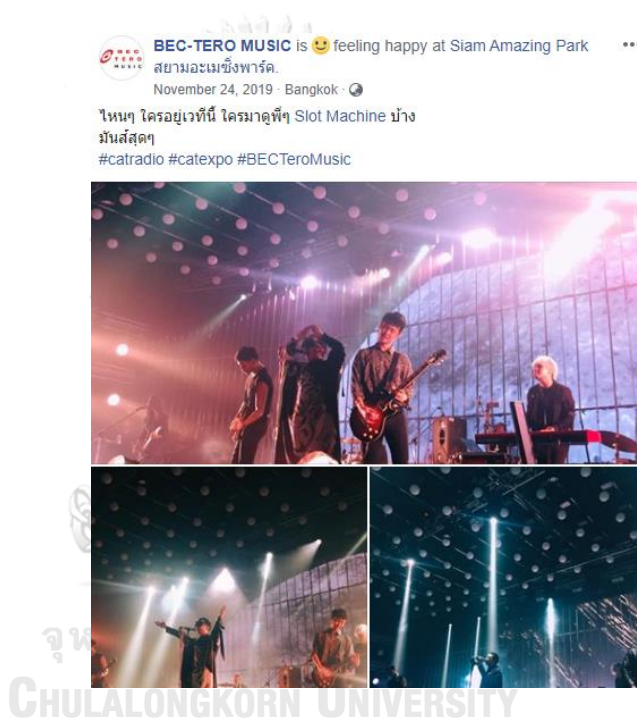 BEC-TERO MUSIC is 🙂 feeling happy at Siam Amazing Park
สยามอะเมซิ่งพาร์ค.
November 24, 2019 · Bangkok ·
ไหนๆ ใครอยู่เวทีนี้ ใครมาดูพี่ๆ Slot Machine บ้าง
มันส์สุดๆ
#catradio #catexpo #BECTeroMusic
BEC
TERO
MUSIC
CHULALONGKORN UNIVERSITY